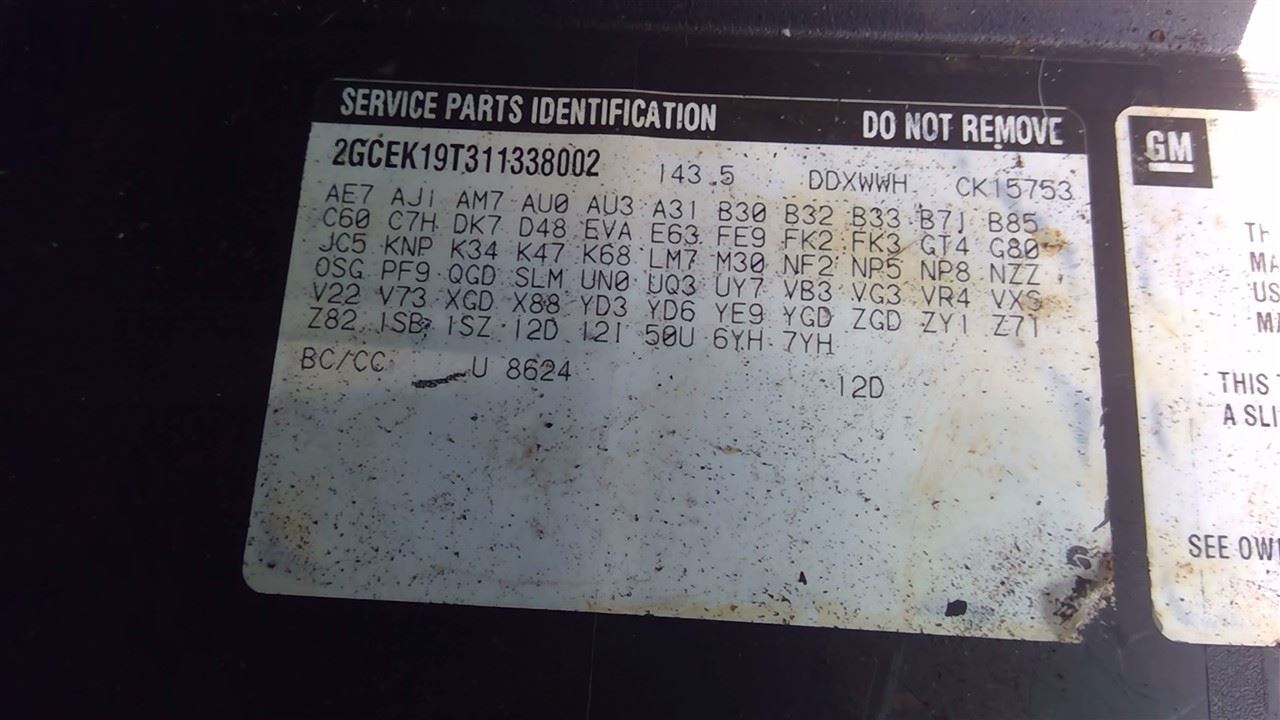 SERVICE PARTS IDENTIFICATION DO NOT REMOVE
2GCEK19T311338002 143.5 DDXWWH CK15753
AE7 AJ1 AM7 AU0 AU3 A31 B30 B32 B33 B71 B85
C60 C7H DK7 D48 EVA E63 FE9 FK2 FK3 GT4 G80
JC5 KNP K34 K47 K68 LM7 M30 NF2 NP5 NP8 NZZ
OSG PF9 QGD SLM UN0 UQ3 UY7 VB3 VG3 VR4 VXS
V22 V73 XGD X88 YD3 YD6 YE9 YGD ZGD ZY1 Z71
Z82 1SB 1SZ 12D 12I 50U 6YH 7YH
BC/CC U 8624 12D
GM
THIS
A SLI
SEE OW